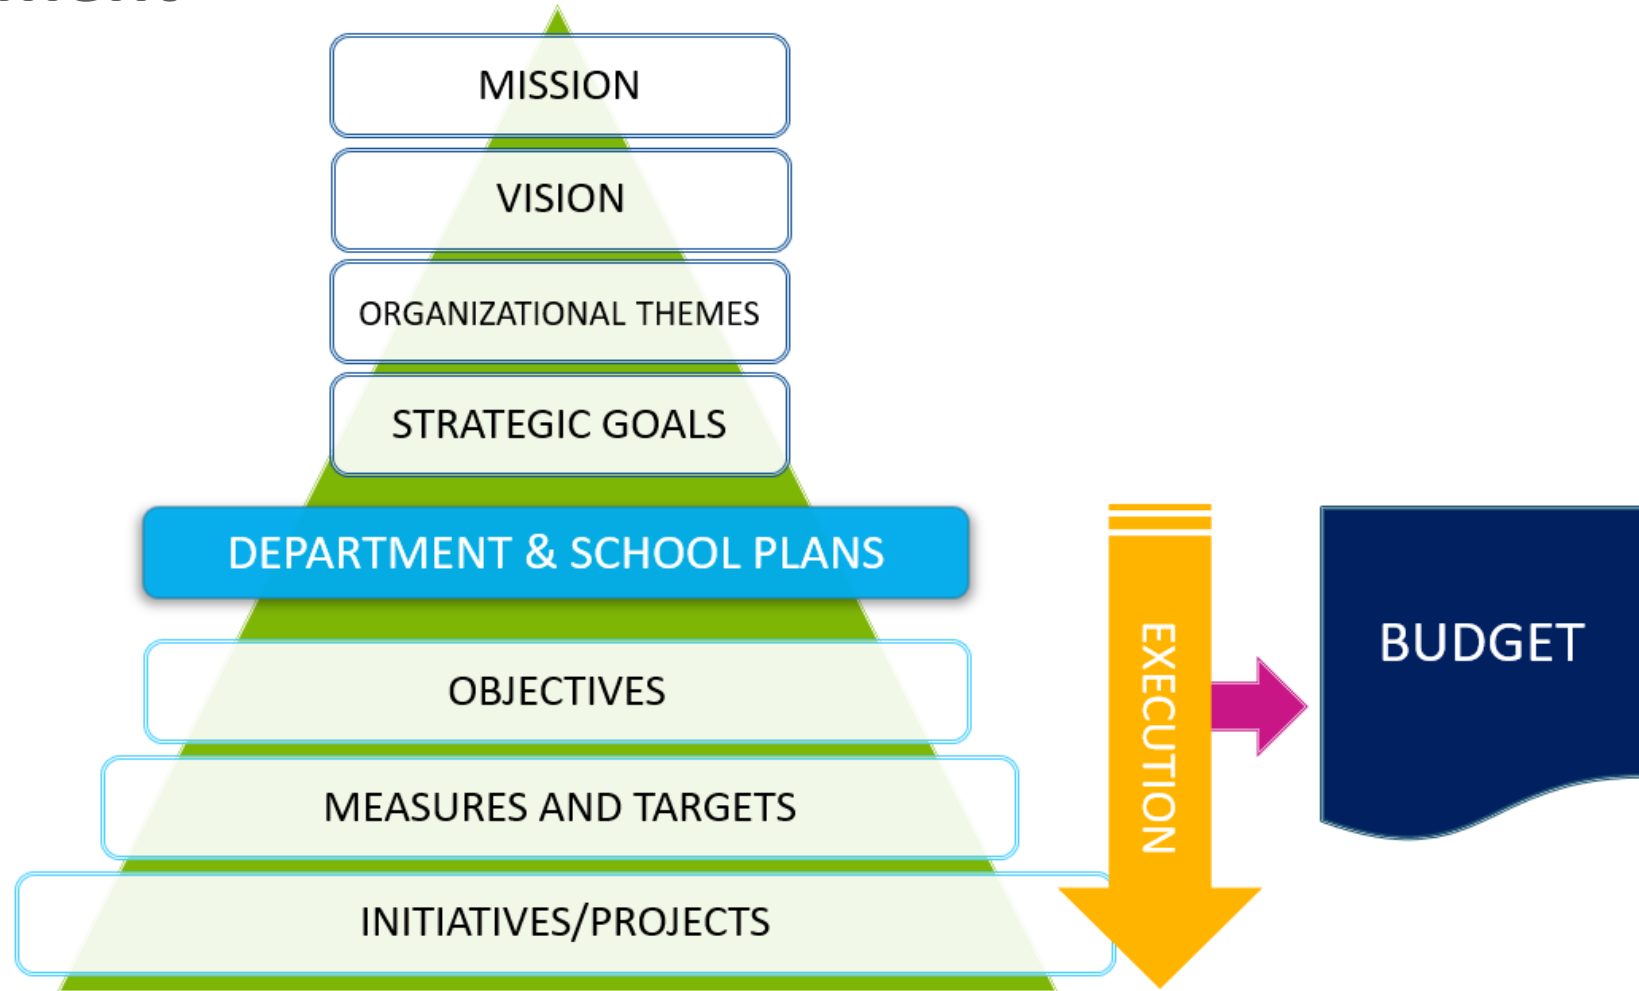 MISSION
VISION
ORGANIZATIONAL THEMES
STRATEGIC GOALS
DEPARTMENT & SCHOOL PLANS
OBJECTIVES
MEASURES AND TARGETS
INITIATIVES/PROJECTS
EXECUTION
BUDGET